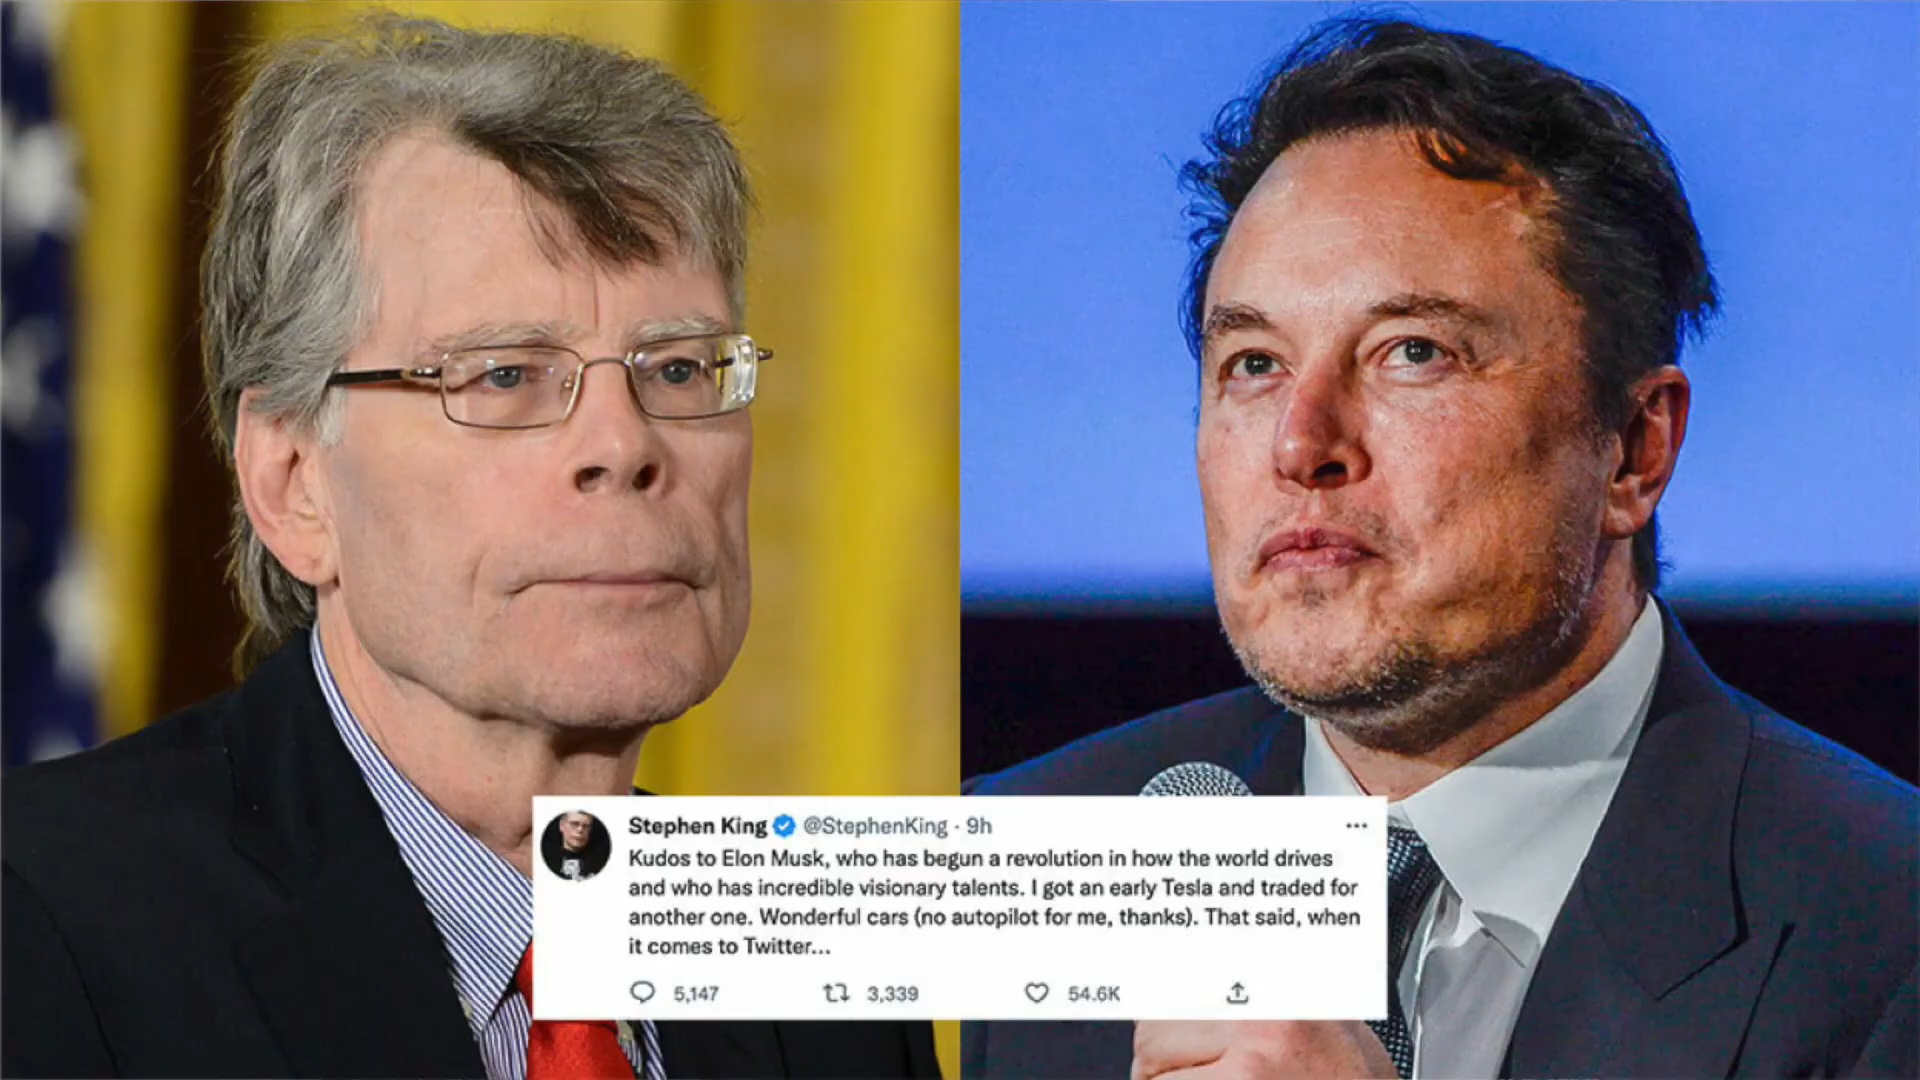 Stephen King @StephenKing · 9h
Kudos to Elon Musk, who has begun a revolution in how the world drives
and who has incredible visionary talents. I got an early Tesla and traded for
another one. Wonderful cars (no autopilot for me, thanks). That said, when
it comes to Twitter...
5,147 3,339 54.6K